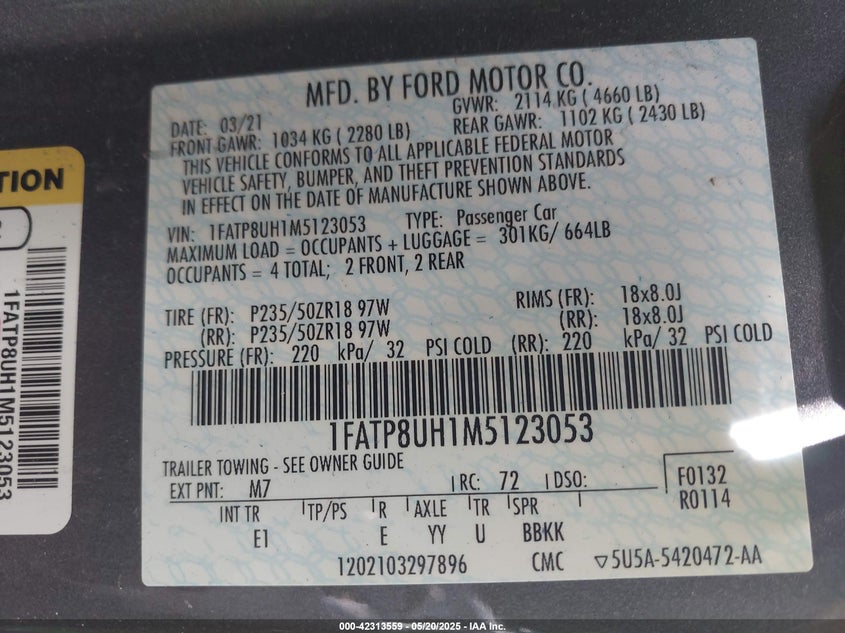 MFD. BY FORD MOTOR CO.
DATE: 03/21 GVWR: 2114 KG ( 4660 LB)
FRONT GAWR: 1034 KG ( 2280 LB) REAR GAWR: 1102 KG ( 2430 LB)
THIS VEHICLE CONFORMS TO ALL APPLICABLE FEDERAL MOTOR
VEHICLE SAFETY, BUMPER, AND THEFT PREVENTION STANDARDS
IN EFFECT ON THE DATE OF MANUFACTURE SHOWN ABOVE.
VIN: 1FATP8UH1M5123053 TYPE: Passenger Car
MAXIMUM LOAD = OCCUPANTS + LUGGAGE = 301KG/ 664LB
OCCUPANTS = 4 TOTAL; 2 FRONT, 2 REAR
TIRE (FR): P235/50ZR18 97W RIMS (FR): 18x8.0J
(RR): P235/50ZR18 97W (RR): 18x8.0J
PRESSURE (FR): 220 kPa/ 32 PSI COLD (RR): 220 kPa/ 32 PSI COLD
1FATP8UH1M5123053
TRAILER TOWING - SEE OWNER GUIDE
EXT PNT: M7 RC: 72 DSO: F0132
R0114
INT TR TP/PS R AXLE TR SPR
E1 E YY U BBKK
1202103297896 CMC ▽5U5A-5420472-AA
TION
1FATP8UH1M5123053
000-42313559 — 05/20/2025 — IAA Inc.